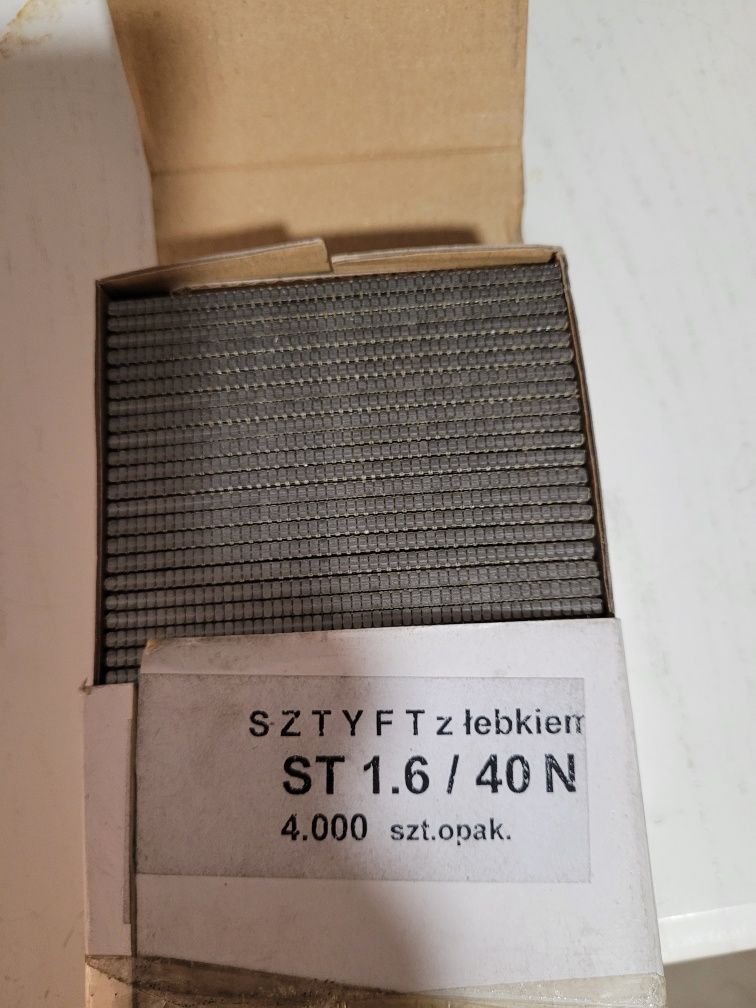 SZTYFT z łebkiem
ST 1.6 / 40 N
4.000 szt.opak.